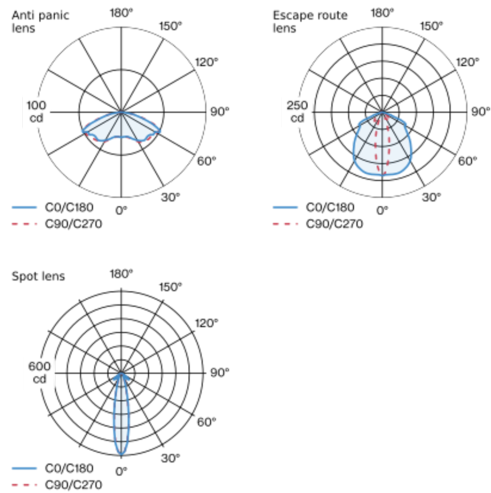 Anti panic
lens
180°
150°
120°
90°
60°
30°
0°
100
cd
C0/C180
C90/C270
Escape route
lens
180°
150°
120°
90°
60°
30°
0°
250
cd
C0/C180
C90/C270
Spot lens
180°
150°
120°
90°
60°
30°
0°
600
cd
C0/C180
C90/C270